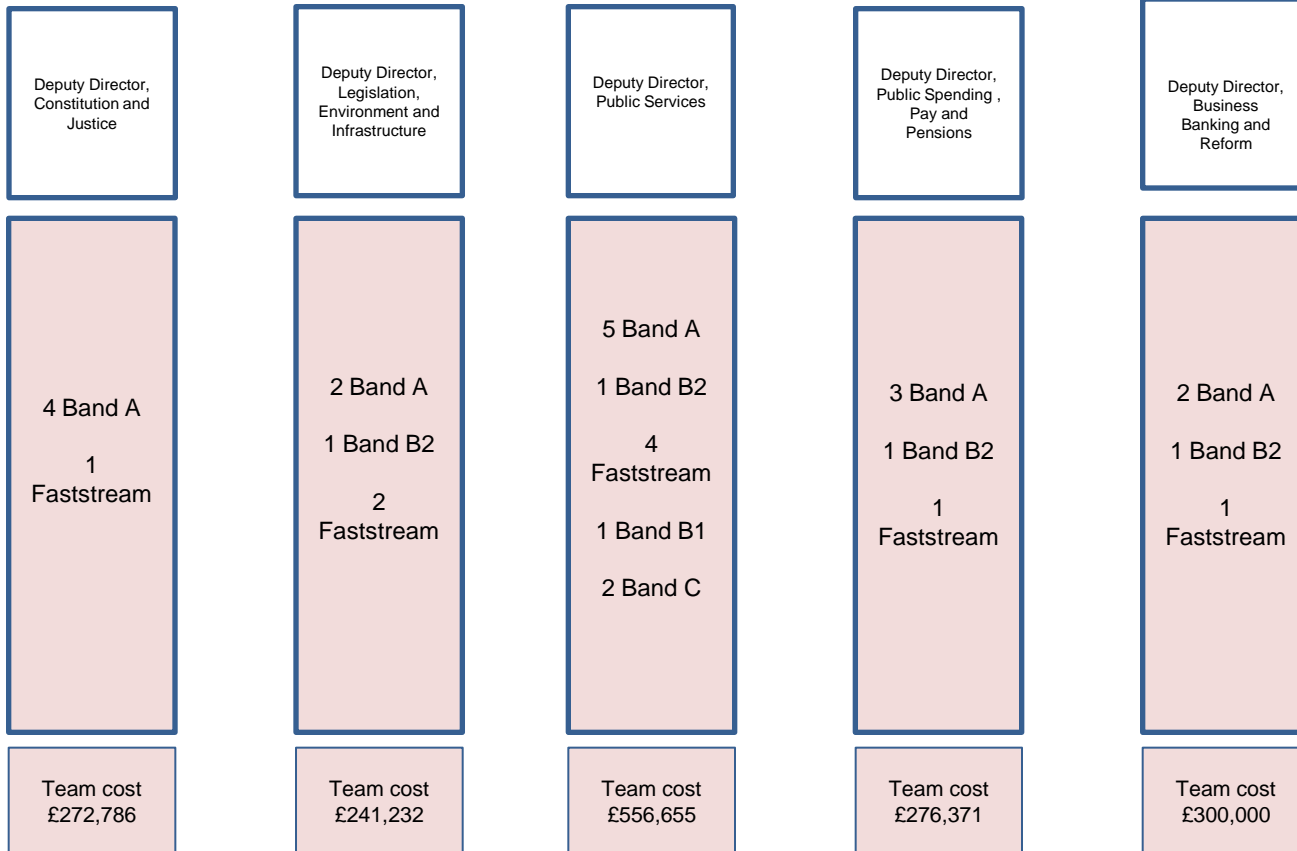 Deputy Director,
Constitution and
Justice
Deputy Director,
Legislation,
Environment and
Infrastructure
Deputy Director,
Public Services
Deputy Director,
Public Spending ,
Pay and
Pensions
Deputy Director,
Business
Banking and
Reform
4 Band A
1
Faststream
2 Band A
1 Band B2
2
Faststream
5 Band A
1 Band B2
4
Faststream
1 Band B1
2 Band C
3 Band A
1 Band B2
1
Faststream
2 Band A
1 Band B2
1
Faststream
Team cost
£272,786
Team cost
£241,232
Team cost
£556,655
Team cost
£276,371
Team cost
£300,000